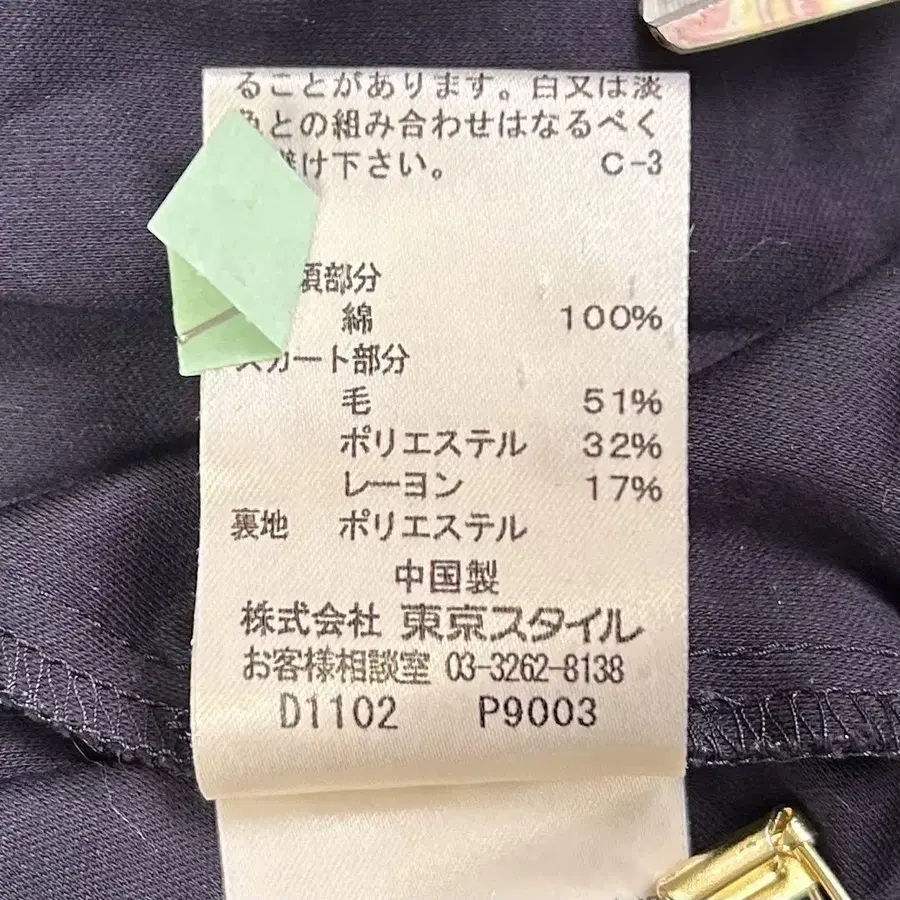 ることがあります。白又は淡
色との組み合わせはなるべく
け下さい。 C-3
部分
綿 100%
スカート部分
毛 51%
ポリエステル 32%
レーヨン 17%
裏地 ポリエステル
中国製
株式会社 東京スタイル
お客様相談室 03-3262-8138
D1102 P9003